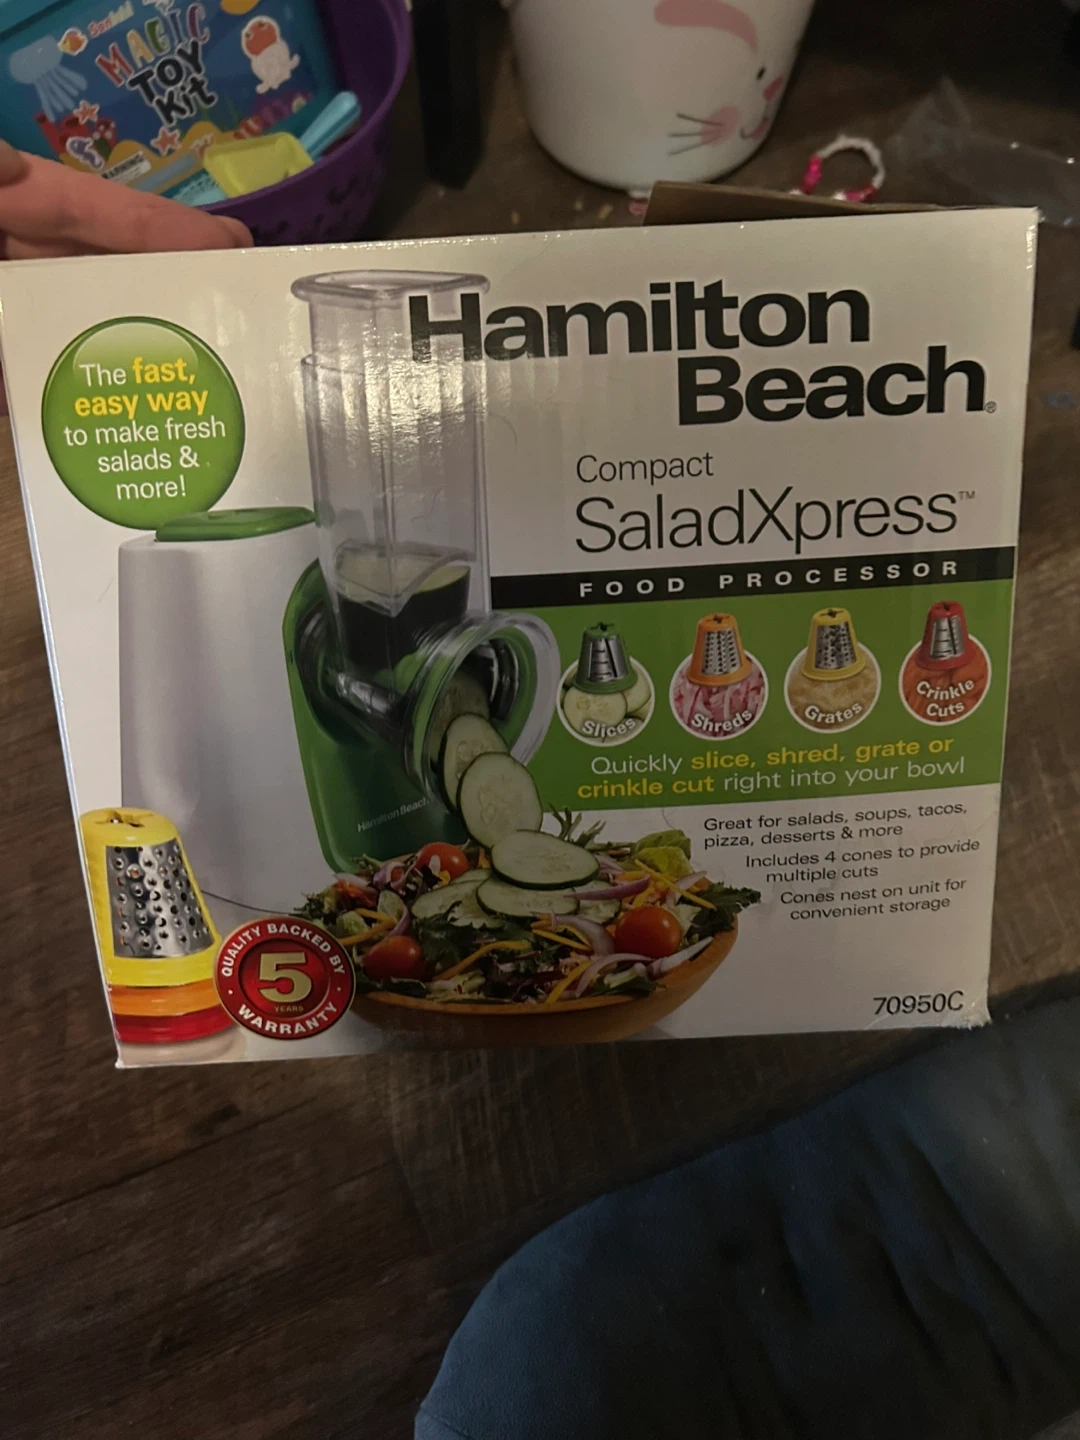 MAGIC
TOY
Kit
WARNING
The fast,
easy way
to make fresh
salads &
more!
Hamilton
Beach®
Compact
SaladXpress™
FOOD PROCESSOR
Slices
Shreds
Grates
Crinkle
Cuts
Quickly slice, shred, grate or
crinkle cut right into your bowl
Great for salads, soups, tacos,
pizza, desserts & more
Includes 4 cones to provide
multiple cuts
Cones nest on unit for
convenient storage
Hamilton Beach
QUALITY BACKED BY
5
YEARS
WARRANTY
70950C